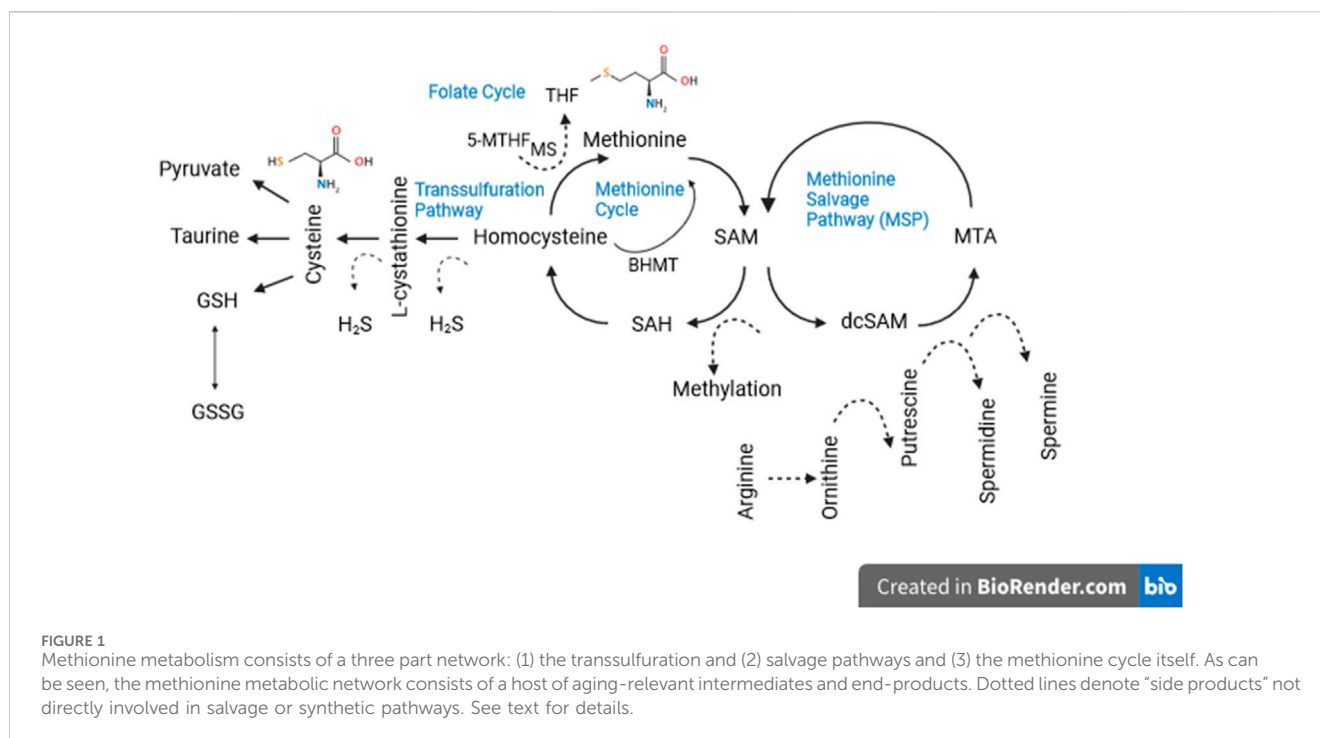 Folate Cycle
THF
O
S
OH
NH2
5-MTHF
MS
Methionine
O
HS
OH
NH2
Pyruvate
Transsulfuration
Pathway
Methionine
Cycle
Methionine
Salvage
Pathway (MSP)
Taurine
Cysteine
L-cystathionine
Homocysteine
SAM
MTA
BHMT
GSH
H2S
H2S
SAH
dcSAM
Methylation
GSSG
Arginine
Ornithine
Putrescine
Spermidine
Spermine
Created in BioRender.com bio
FIGURE 1
Methionine metabolism consists of a three part network: (1) the transsulfuration and (2) salvage pathways and (3) the methionine cycle itself. As can
be seen, the methionine metabolic network consists of a host of aging-relevant intermediates and end-products. Dotted lines denote "side products" not
directly involved in salvage or synthetic pathways. See text for details.